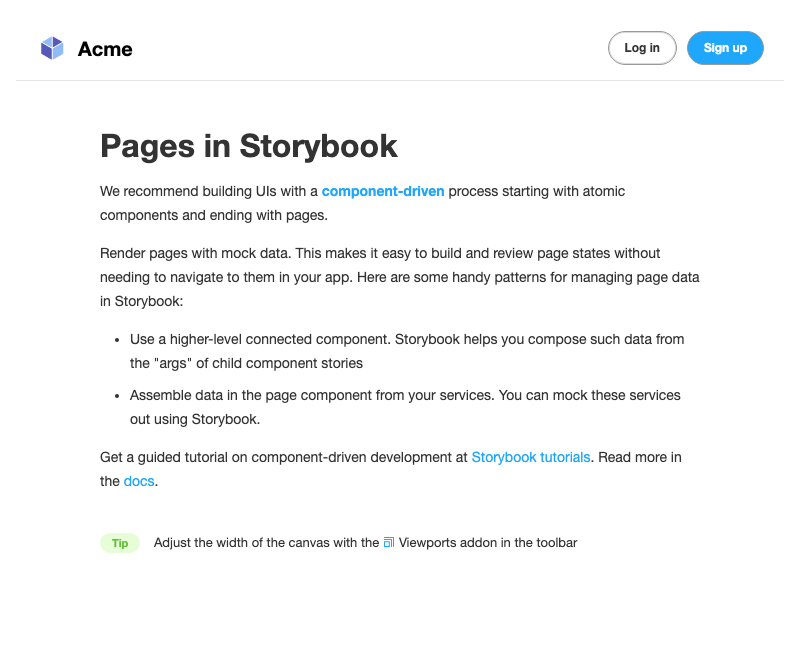 Acme
Log in
Sign up
Pages in Storybook
We recommend building UIs with a component-driven process starting with atomic
components and ending with pages.
Render pages with mock data. This makes it easy to build and review page states without
needing to navigate to them in your app. Here are some handy patterns for managing page data
in Storybook:
• Use a higher-level connected component. Storybook helps you compose such data from
the "args" of child component stories
• Assemble data in the page component from your services. You can mock these services
out using Storybook.
Get a guided tutorial on component-driven development at Storybook tutorials. Read more in
the docs.
Tip Adjust the width of the canvas with the Viewports addon in the toolbar